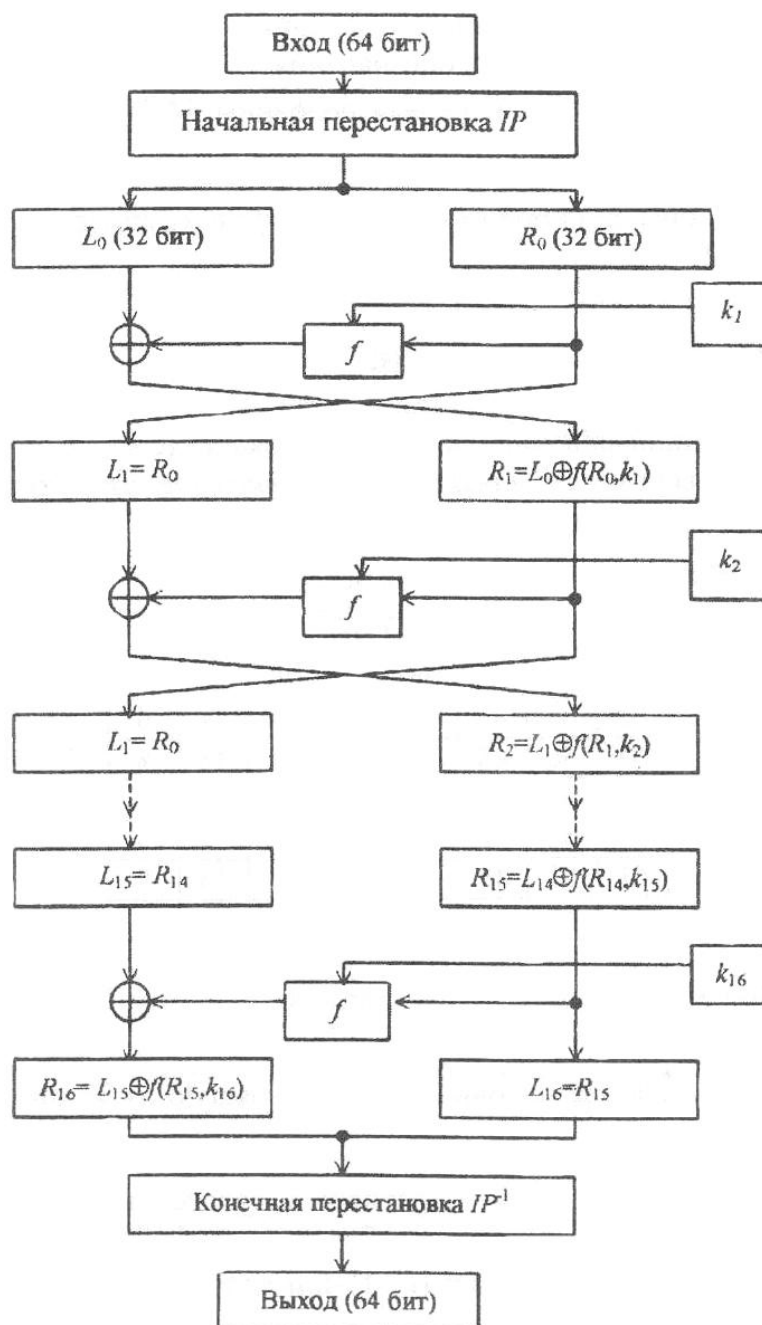 Вход (64 бит)
Начальная перестановка IP
L₀ (32 бит)
R₀ (32 бит)
k₁
f
L₁= R₀
R₁=L₀⊕f(R₀,k₁)
k₂
f
L₁= R₀
R₂=L₁⊕f(R₁,k₂)
L₁₅= R₁₄
R₁₅=L₁₄⊕f(R₁₄,k₁₅)
k₁₆
f
R₁₆= L₁₅⊕f(R₁₅,k₁₆)
L₁₆=R₁₅
Конечная перестановка IP⁻¹
Выход (64 бит)